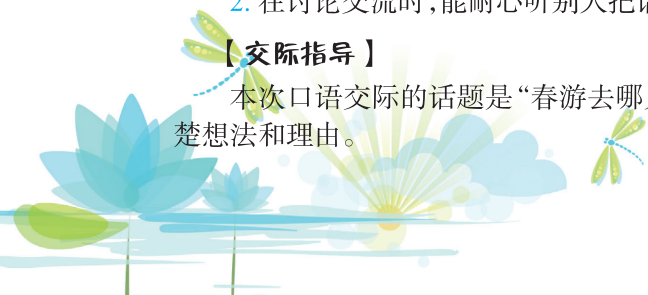 2. 在讨论交流时，能耐心听别人把
【交际指导】
本次口语交际的话题是“春游去哪
楚想法和理由。